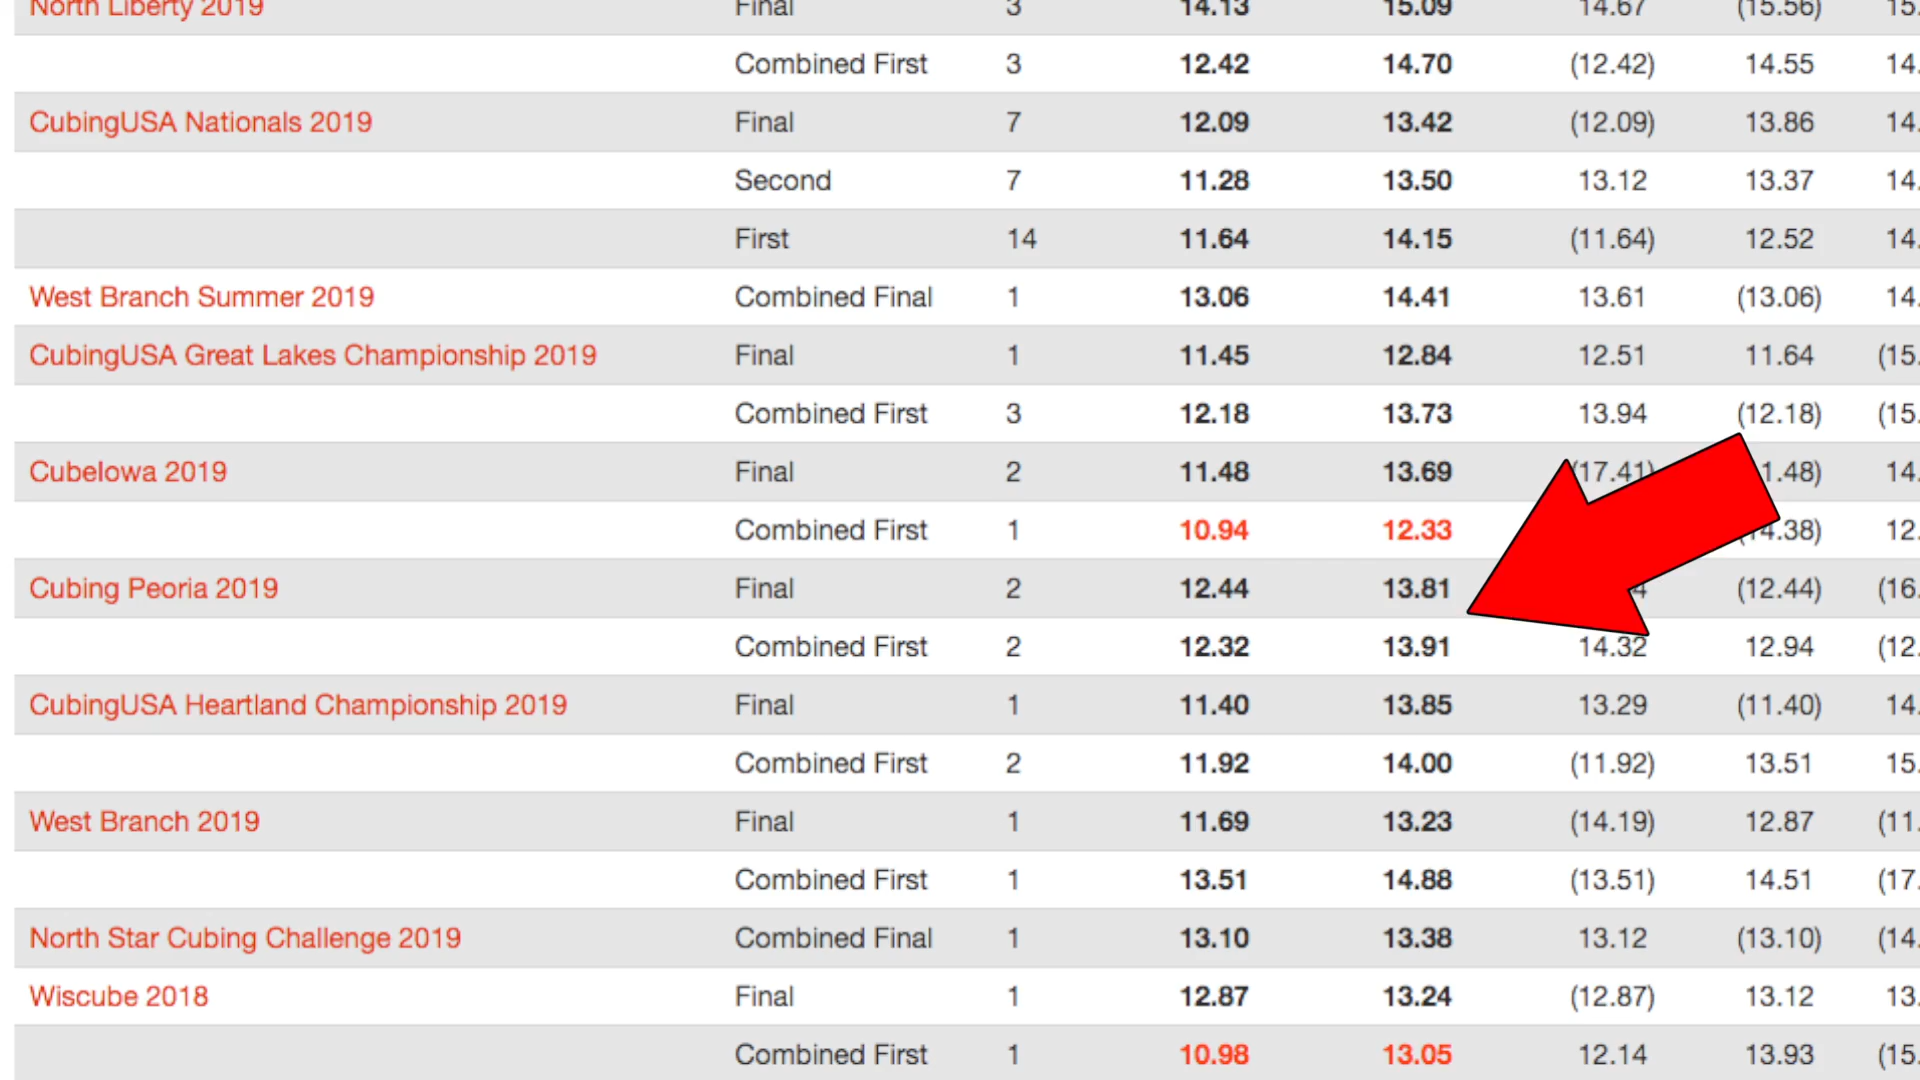 North Liberty 2019 Final 3 14.13 15.09 14.67 (15.56) 15.
Combined First 3 12.42 14.70 (12.42) 14.55 14.
CubingUSA Nationals 2019 Final 7 12.09 13.42 (12.09) 13.86 14.
Second 7 11.28 13.50 13.12 13.37 14.
First 14 11.64 14.15 (11.64) 12.52 14.
West Branch Summer 2019 Combined Final 1 13.06 14.41 13.61 (13.06) 14.
CubingUSA Great Lakes Championship 2019 Final 1 11.45 12.84 12.51 11.64 (15.
Combined First 3 12.18 13.73 13.94 (12.18) (15.
CubeIowa 2019 Final 2 11.48 13.69 (17.41) 1.48) 14.
Combined First 1 10.94 12.33 4.38) 12.
Cubing Peoria 2019 Final 2 12.44 13.81 4 (12.44) (16.
Combined First 2 12.32 13.91 14.32 12.94 (12.
CubingUSA Heartland Championship 2019 Final 1 11.40 13.85 13.29 (11.40) 14.
Combined First 2 11.92 14.00 (11.92) 13.51 15.
West Branch 2019 Final 1 11.69 13.23 (14.19) 12.87 (11.
Combined First 1 13.51 14.88 (13.51) 14.51 (17.
North Star Cubing Challenge 2019 Combined Final 1 13.10 13.38 13.12 (13.10) (14.
Wiscube 2018 Final 1 12.87 13.24 (12.87) 13.12 13.
Combined First 1 10.98 13.05 12.14 13.93 (15.